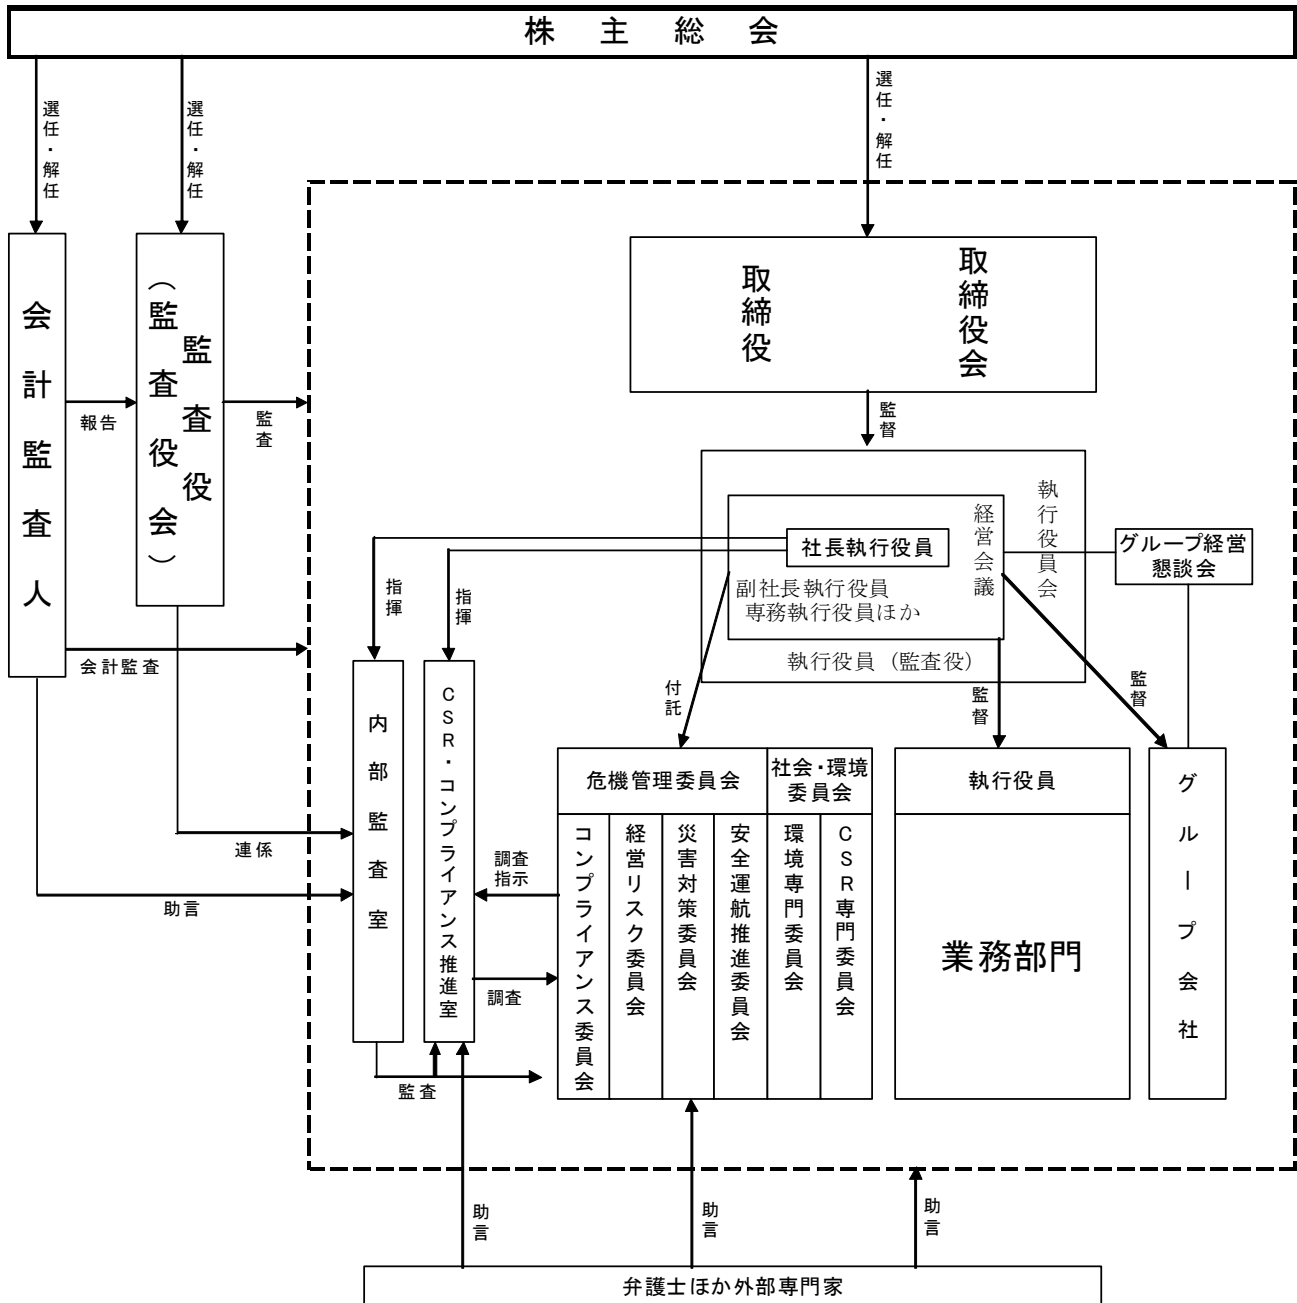 株主総会
選任・解任
選任・解任
選任・解任
会計監査人
監査役
(監査役会)
取締役
取締役会
報告
監査
監督
執行役員会
経営会議
社長執行役員
副社長執行役員
専務執行役員ほか
執行役員(監査役)
グループ経営
懇談会
指揮
指揮
会計監査
付託
監督
監督
内部監査室
CSR・コンプライアンス推進室
危機管理委員会
社会・環境
委員会
コンプライアンス委員会
経営リスク委員会
災害対策委員会
安全運航推進委員会
環境専門委員会
CSR専門委員会
執行役員
業務部門
グループ会社
連係
調査
指示
助言
調査
監査
助言
助言
助言
弁護士ほか外部専門家